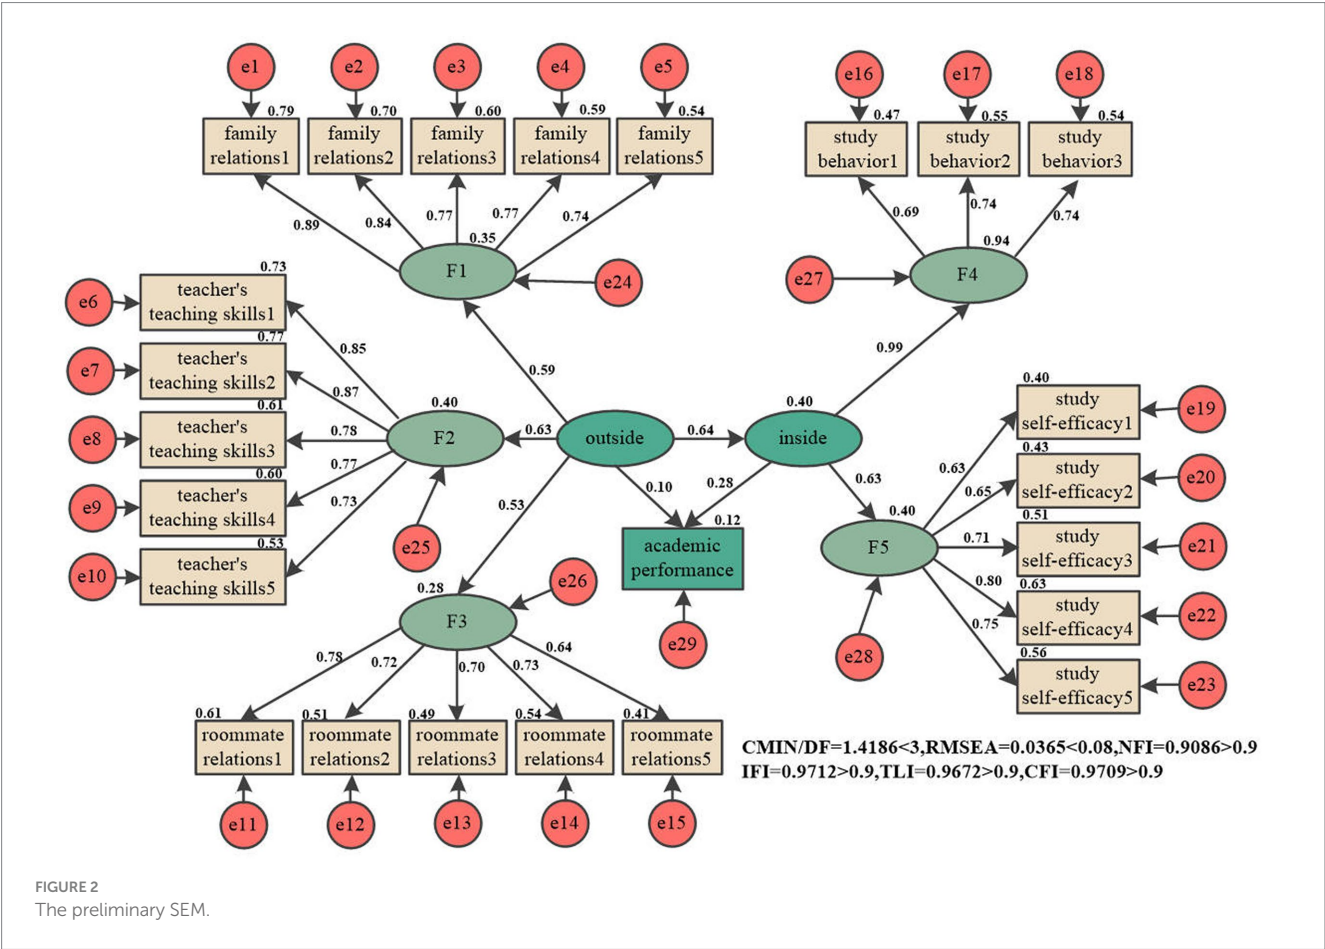 e1
e2
e3
e4
e5
0.79
0.70
0.60
0.59
0.54
family
relations1
family
relations2
family
relations3
family
relations4
family
relations5
0.89
0.84
0.77
0.77
0.74
0.35
F1
e24
e16
e17
e18
0.47
0.55
0.54
study
behavior1
study
behavior2
study
behavior3
0.69
0.74
0.74
0.94
F4
e27
e6
e7
e8
e9
e10
0.73
teacher's
teaching skills1
0.77
teacher's
teaching skills2
0.61
teacher's
teaching skills3
0.60
teacher's
teaching skills4
0.53
teacher's
teaching skills5
0.85
0.87
0.78
0.77
0.73
0.40
F2
e25
0.59
0.63
outside
0.64
0.40
inside
0.99
0.63
0.53
0.10
0.28
0.12
academic
performance
e29
0.40
F5
e28
0.63
0.65
0.71
0.80
0.75
0.40
study
self-efficacy1
0.43
study
self-efficacy2
0.51
study
self-efficacy3
0.63
study
self-efficacy4
0.56
study
self-efficacy5
e19
e20
e21
e22
e23
0.28
F3
e26
0.78
0.72
0.70
0.73
0.64
0.61
0.51
0.49
0.54
0.41
roommate
relations1
roommate
relations2
roommate
relations3
roommate
relations4
roommate
relations5
e11
e12
e13
e14
e15
CMIN/DF=1.4186<3,RMSEA=0.0365<0.08,NFI=0.9086>0.9
IFI=0.9712>0.9,TLI=0.9672>0.9,CFI=0.9709>0.9
FIGURE 2
The preliminary SEM.